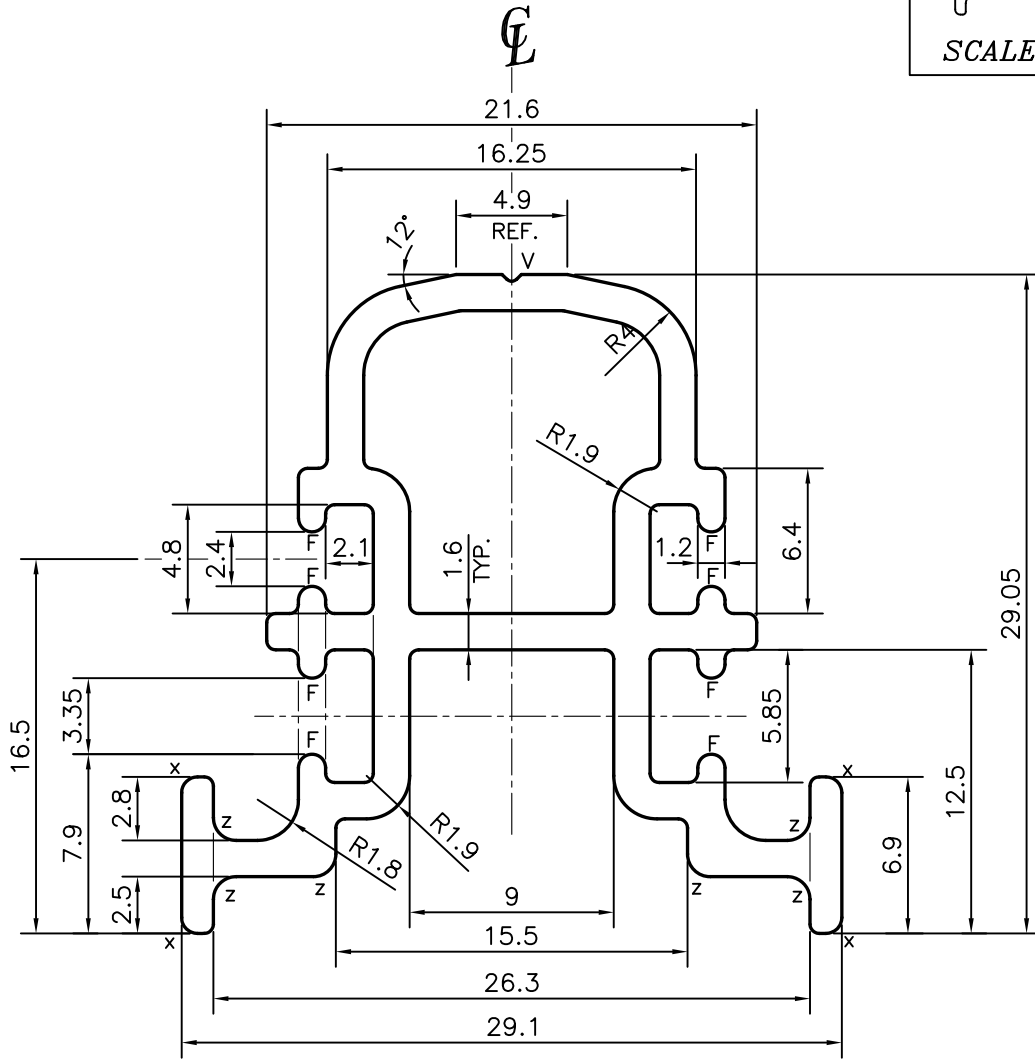 ℄
SCALE
21.6
16.25
4.9
REF.
V
12°
R4
R1.9
4.8
2.4
F
F
2.1
1.6
TYP.
1.2
F
F
6.4
29.05
16.5
3.35
F
F
F
F
5.85
12.5
7.9
2.8
2.5
x
z
z
z
x
R1.8
R1.9
z
z
z
x
x
6.9
9
15.5
26.3
29.1